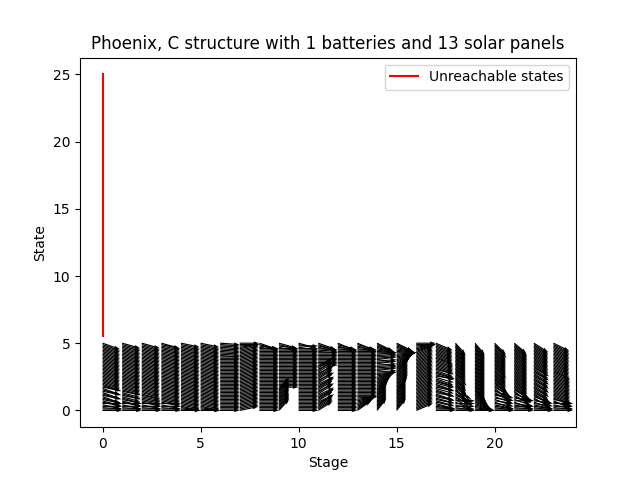 Phoenix, C structure with 1 batteries and 13 solar panels
Unreachable states
State
25
20
15
10
5
0
0 5 10 15 20
Stage